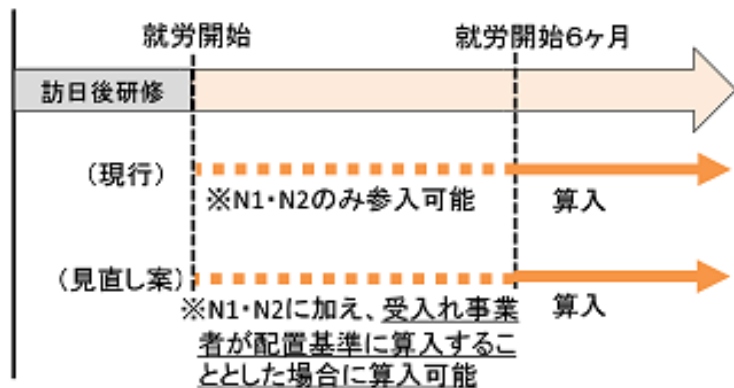 就労開始
就労開始6ヶ月
訪日後研修
(現行)
※N1・N2のみ参入可能
算入
(見直し案)
※N1・N2に加え、受入れ事業
者が配置基準に算入するこ
ととした場合に算入可能
算入